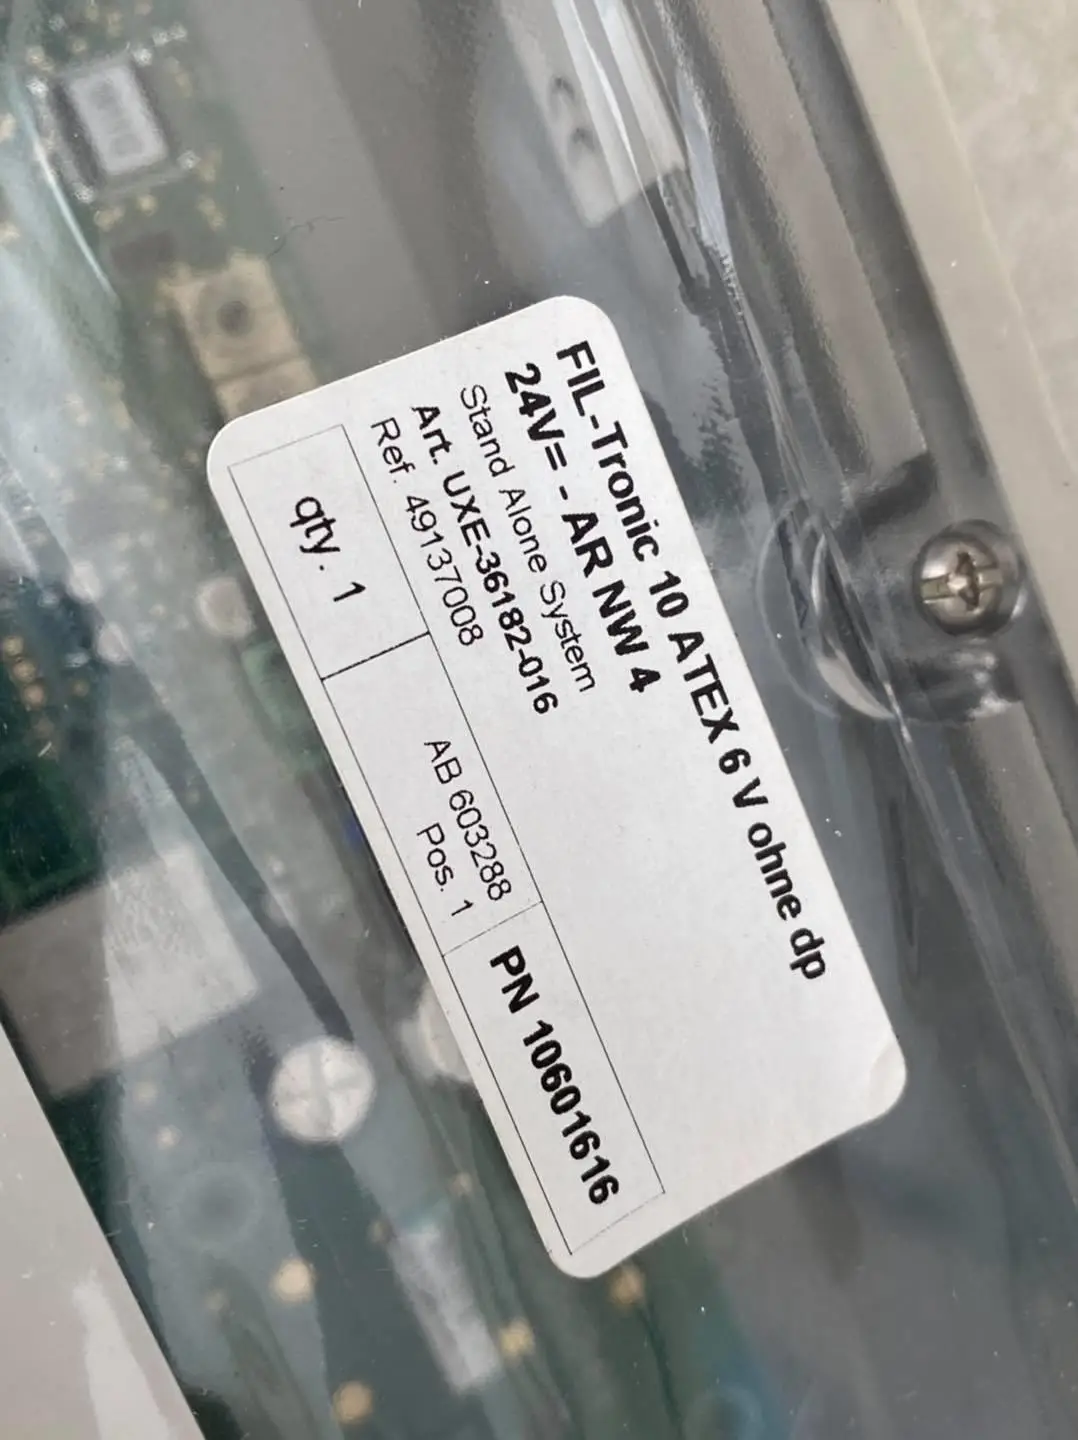 FIL-Tronic 10 ATEX 6 V ohne dp
24V= - AR NW 4
Stand Alone System
Art. UXE-36182-016
Ref. 49137008
qty. 1
AB 603288
Pos. 1
PN 10601616